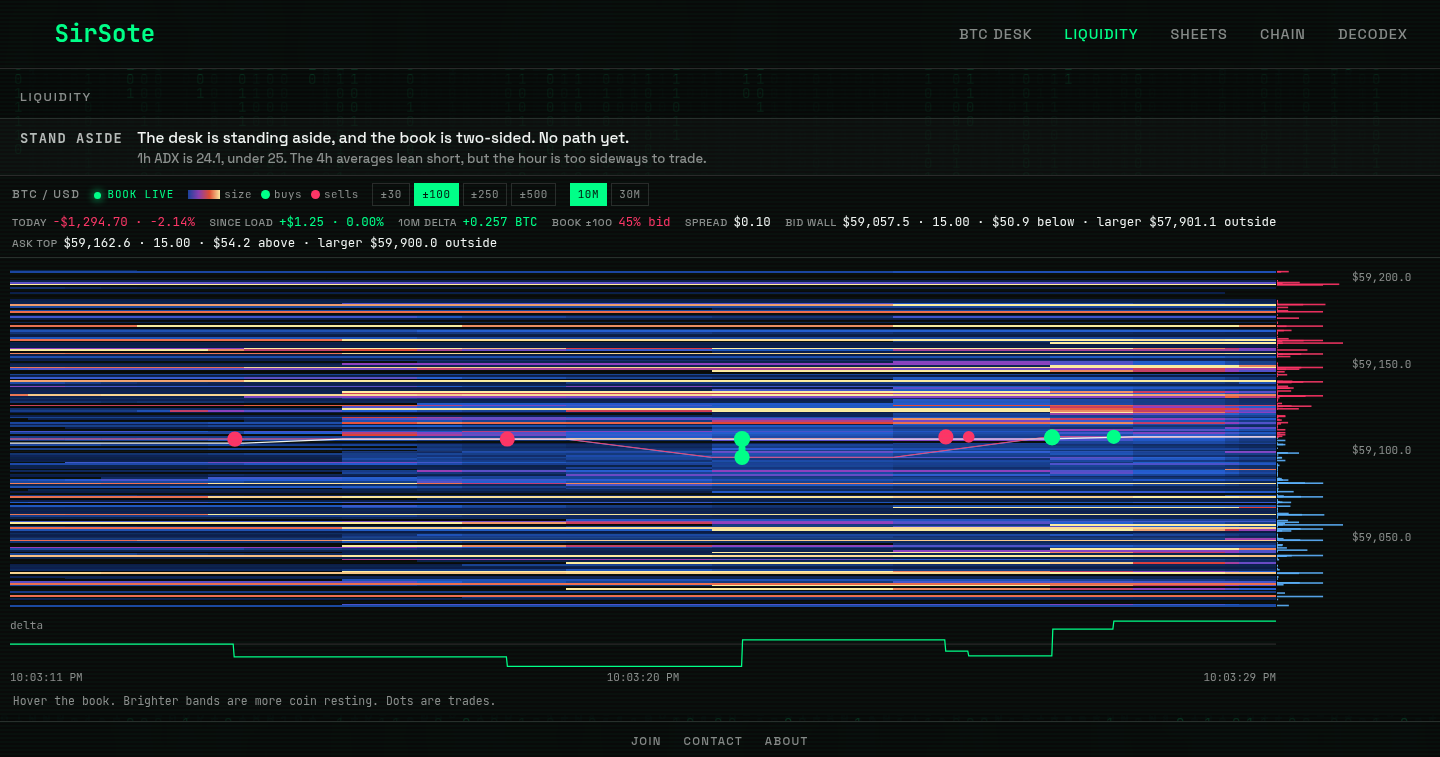 SirSote
BTC DESK LIQUIDITY SHEETS CHAIN DECODEX
LIQUIDITY
STAND ASIDE The desk is standing aside, and the book is two-sided. No path yet.
1h ADX is 24.1, under 25. The 4h averages lean short, but the hour is too sideways to trade.
BTC / USD BOOK LIVE size buys sells ±30 ±100 ±250 ±500 10M 30M
TODAY -$1,294.70 · -2.14% SINCE LOAD +$1.25 · 0.00% 10M DELTA +0.257 BTC BOOK ±100 45% bid SPREAD $0.10 BID WALL $59,057.5 · 15.00 · $50.9 below · larger $57,901.1 outside
ASK TOP $59,162.6 · 15.00 · $54.2 above · larger $59,900.0 outside
$59,200.0
$59,150.0
$59,100.0
$59,050.0
delta
10:03:11 PM 10:03:20 PM 10:03:29 PM
Hover the book. Brighter bands are more coin resting. Dots are trades.
JOIN CONTACT ABOUT